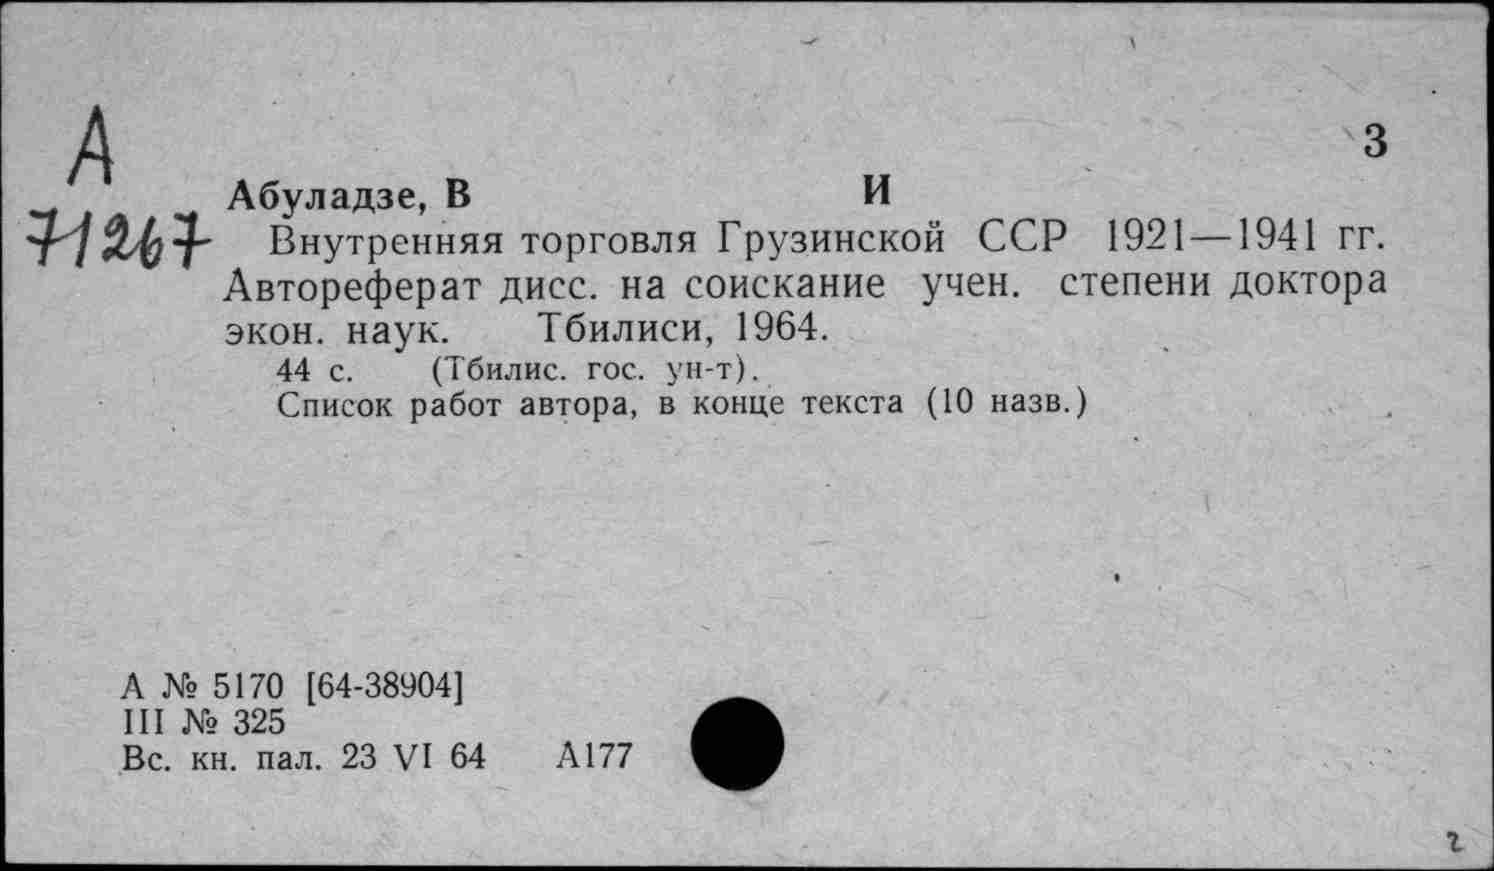 А
71267
З
Абуладзе, В И
Внутренняя торговля Грузинской ССР 1921—1941 гг.
Автореферат дисс. на соискание учен. степени доктора
экон. наук. Тбилиси, 1964.
44 с. (Тбилис. гос. ун-т).
Список работ автора, в конце текста (10 назв.)
А № 5170 [64-38904]
III № 325
Вс. кн. пал. 23 VI 64 А177